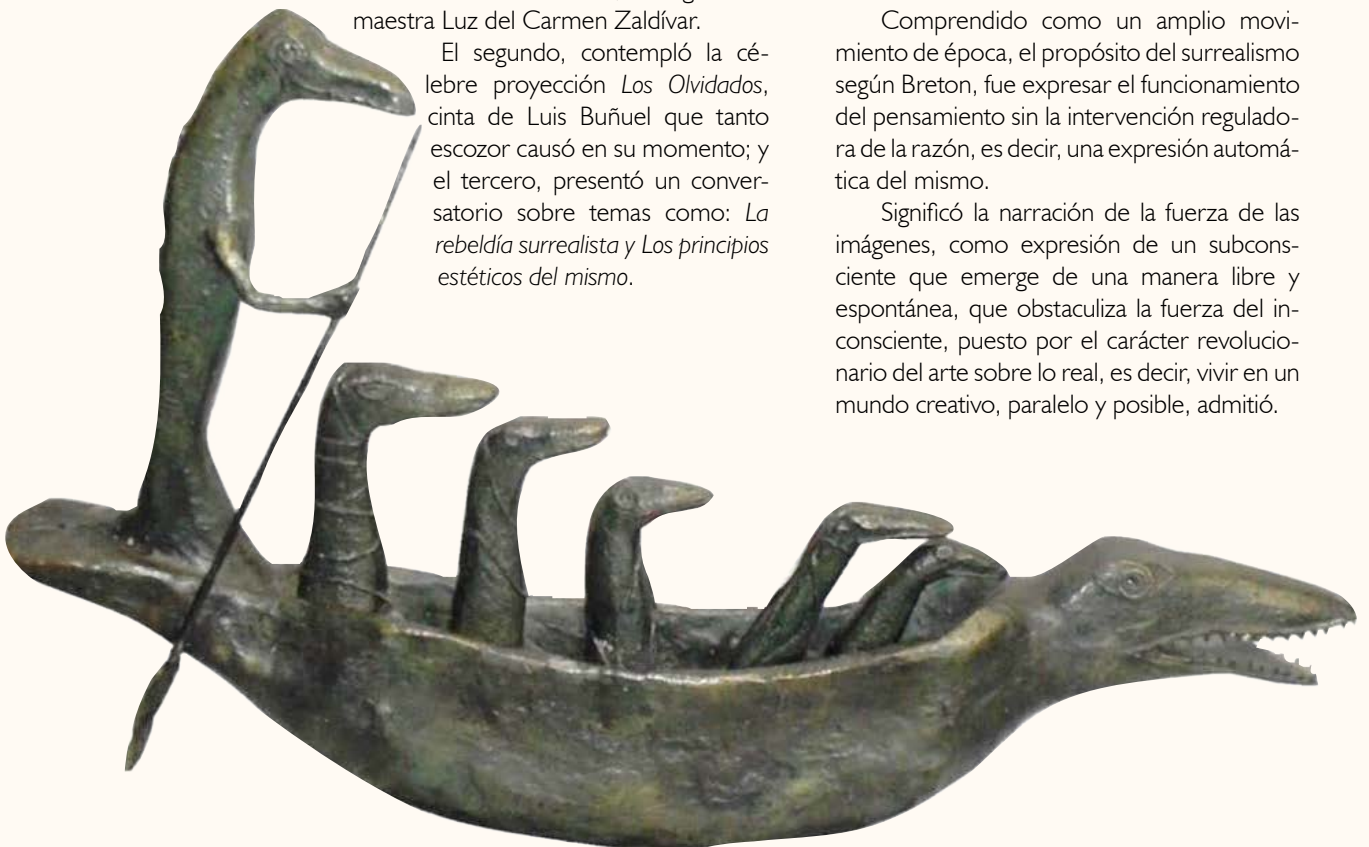 maestra Luz del Carmen Zaldívar.
El segundo, contempló la cé-
lebre proyección Los Olvidados,
cinta de Luis Buñuel que tanto
escozor causó en su momento; y
el tercero, presentó un conver-
satorio sobre temas como: La
rebeldía surrealista y Los principios
estéticos del mismo.
Comprendido como un amplio movi-
miento de época, el propósito del surrealismo
según Breton, fue expresar el funcionamiento
del pensamiento sin la intervención regulado-
ra de la razón, es decir, una expresión automá-
tica del mismo.
Significó la narración de la fuerza de las
imágenes, como expresión de un subcons-
ciente que emerge de una manera libre y
espontánea, que obstaculiza la fuerza del in-
consciente, puesto por el carácter revolucio-
nario del arte sobre lo real, es decir, vivir en un
mundo creativo, paralelo y posible, admitió.